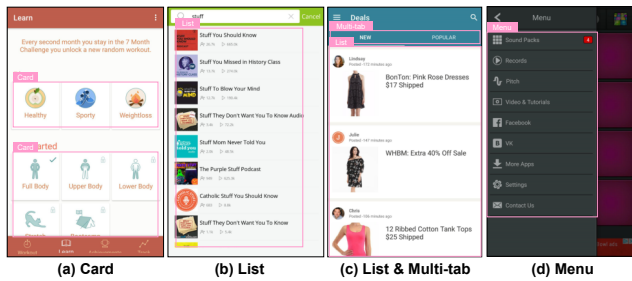 Learn
Every second month you stay in the 7 Month
Challenge you unlock a new random workout.
Card
Healthy
Sporty
Weightloss
Card
arted
Full Body
Upper Body
Lower Body
Learn
(a) Card
stuff
Cancel
List
Stuff You Should Know
Stuff You Missed in History Class
Stuff To Blow Your Mind
Stuff They Don't Want You To Know Audio
Stuff Mom Never Told You
The Purple Stuff Podcast
Catholic Stuff You Should Know
Stuff They Don't Want You To Know
(b) List
Deals
Multi-tab
NEW
POPULAR
List
Lindsay
Posted 172 minutes ago
BonTon: Pink Rose Dresses
$17 Shipped
Julie
WHBM: Extra 40% Off Sale
Chris
12 Ribbed Cotton Tank Tops
$25 Shipped
(c) List & Multi-tab
Menu
Menu
Sound Packs
4
Records
Pitch
Video & Tutorials
Facebook
VK
More Apps
Settings
Contact Us
(d) Menu